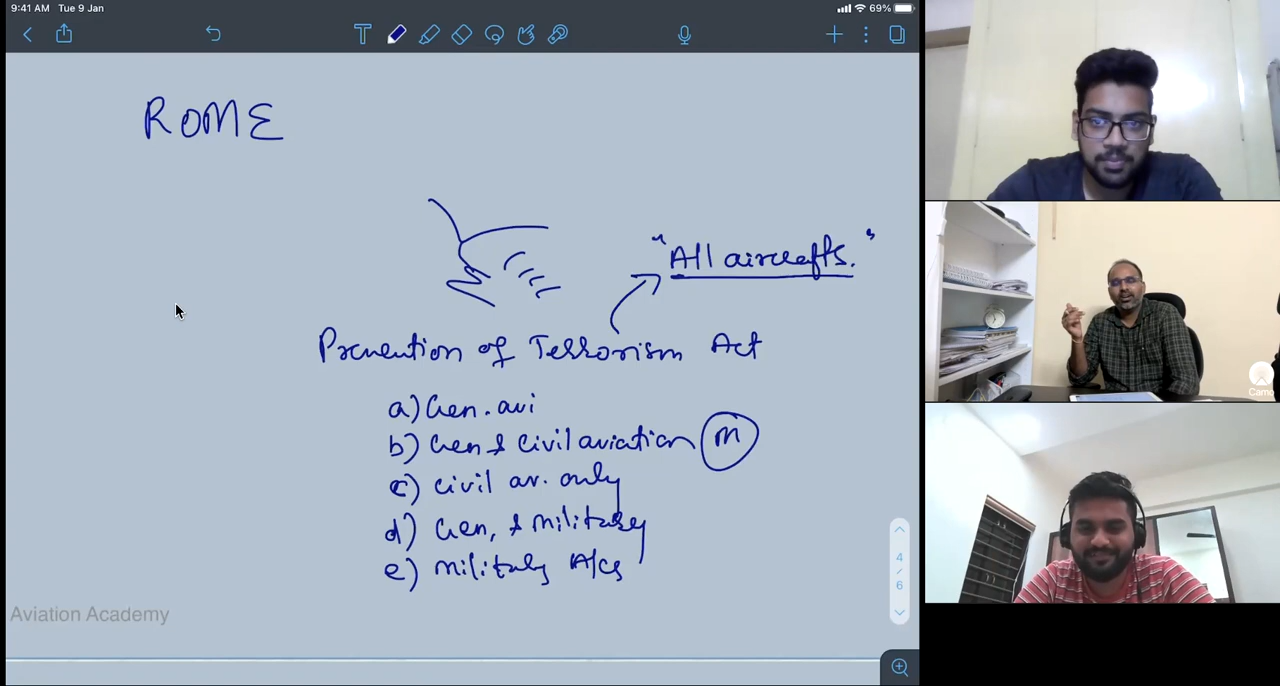 9:41 AM Tue 9 Jan
69%
ROME
"All aircrafts."
Prevention of Terrorism Act
a) Gen. avi
b) Gen & Civil aviation M
c) civil av. only
d) Gen, & military
e) military A/cs
4
/
6
Aviation Academy
Camo